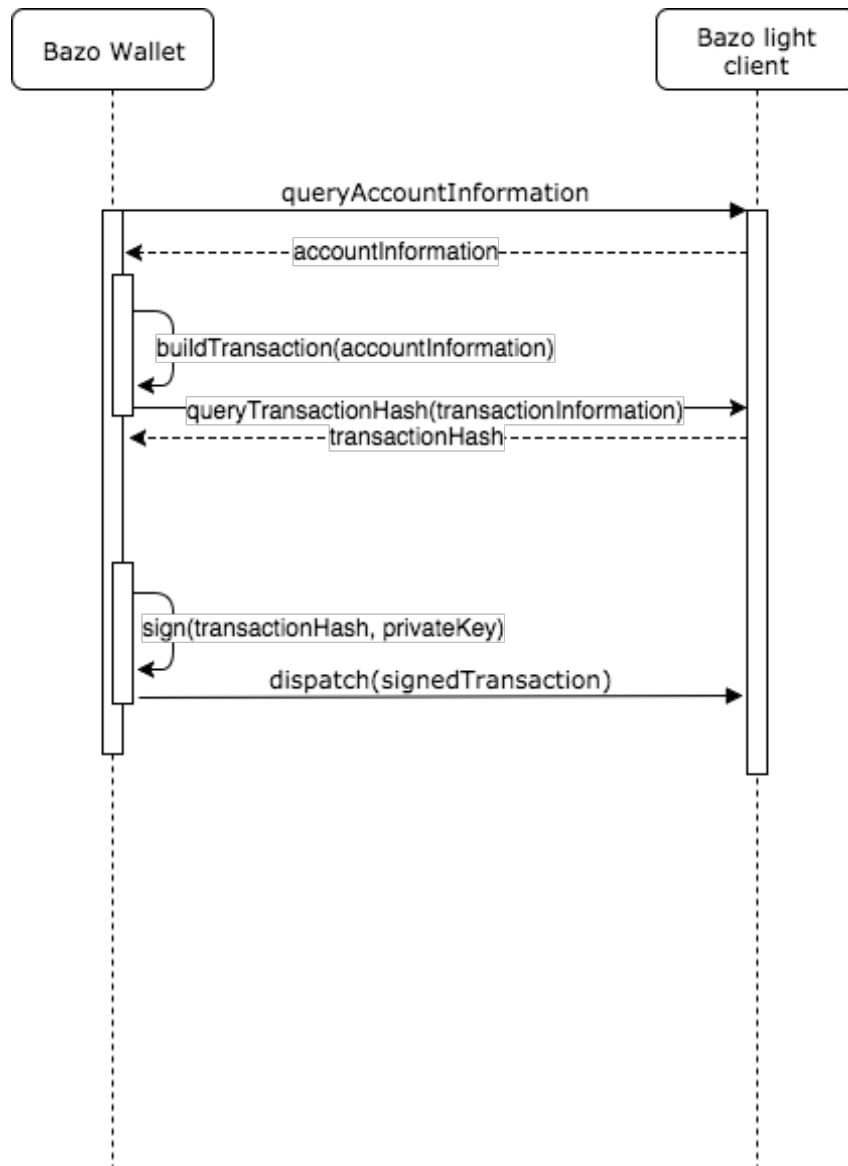 Bazo Wallet
Bazo light
client
queryAccountInformation
accountInformation
buildTransaction(accountInformation)
queryTransactionHash(transactionInformation)
transactionHash
sign(transactionHash, privateKey)
dispatch(signedTransaction)